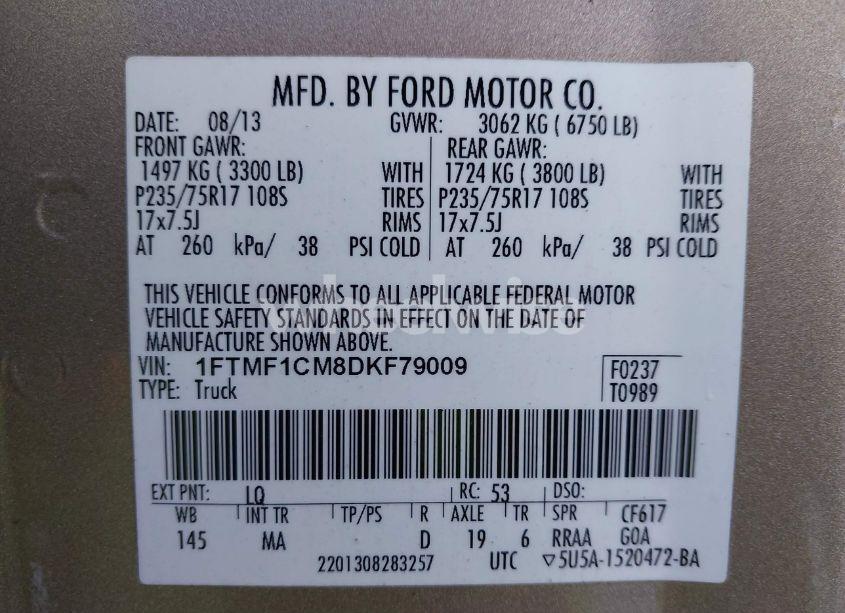 MFD. BY FORD MOTOR CO.
DATE: 08/13 GVWR: 3062 KG ( 6750 LB)
FRONT GAWR: REAR GAWR:
1497 KG ( 3300 LB) WITH 1724 KG ( 3800 LB) WITH
P235/75R17 108S TIRES P235/75R17 108S TIRES
17x7.5J RIMS 17x7.5J RIMS
AT 260 kPa/ 38 PSI COLD AT 260 kPa/ 38 PSI COLD
THIS VEHICLE CONFORMS TO ALL APPLICABLE FEDERAL MOTOR
VEHICLE SAFETY STANDARDS IN EFFECT ON THE DATE OF
MANUFACTURE SHOWN ABOVE.
VIN: 1FTMF1CM8DKF79009 F0237
TYPE: Truck T0989
EXT PNT: LQ RC: 53 DSO:
WB INT TR TP/PS R AXLE TR SPR CF617
145 MA D 19 6 RRAA GOA
2201308283257 UTC ▽5U5A-1520472-BA